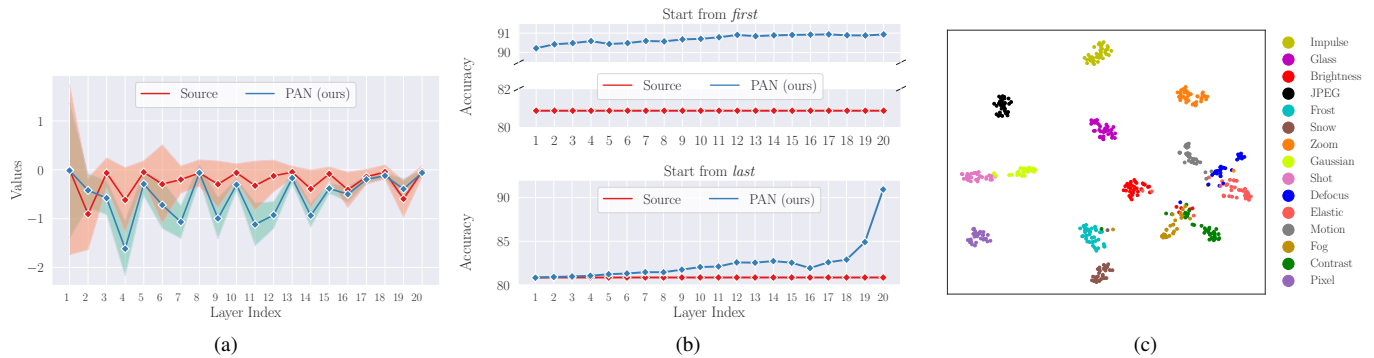 Source
PAN (ours)
Values
1
0
−1
−2
1 2 3 4 5 6 7 8 9 10 11 12 13 14 15 16 17 18 19 20
Layer Index
(a)
Start from first
91
90
Source
PAN (ours)
Accuracy
82
80
1 2 3 4 5 6 7 8 9 10 11 12 13 14 15 16 17 18 19 20
Start from last
Source
PAN (ours)
Accuracy
90
85
80
1 2 3 4 5 6 7 8 9 10 11 12 13 14 15 16 17 18 19 20
Layer Index
(b)
Impulse
Glass
Brightness
JPEG
Frost
Snow
Zoom
Gaussian
Shot
Defocus
Elastic
Motion
Fog
Contrast
Pixel
(c)